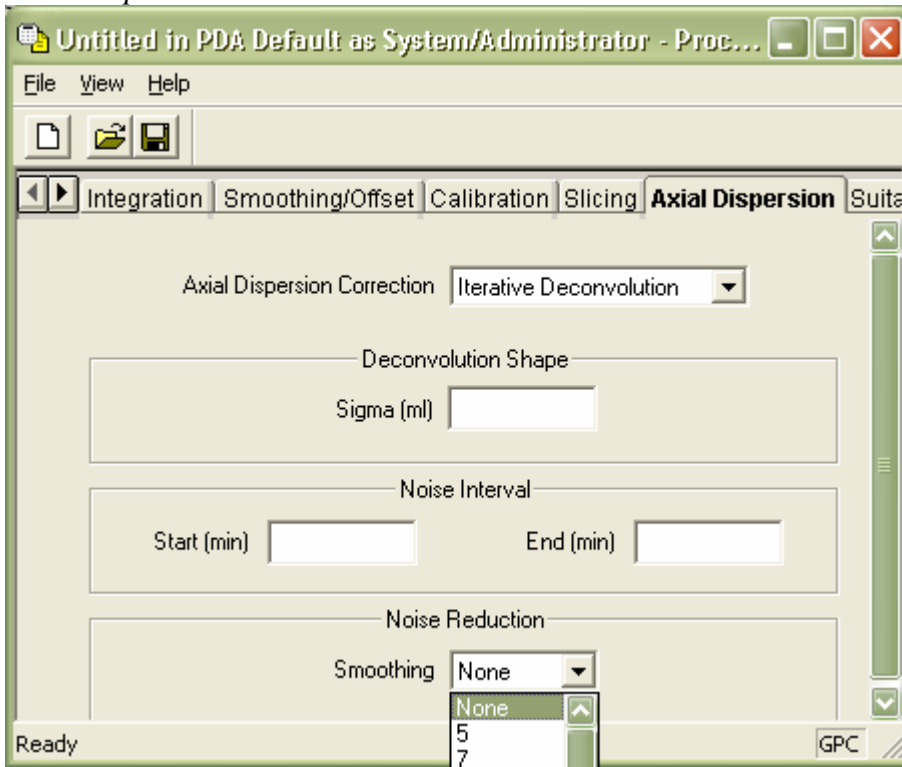 Untitled in PDA Default as System/Administrator - Proc...
File View Help
Integration Smoothing/Offset Calibration Slicing Axial Dispersion Suita
Axial Dispersion Correction Iterative Deconvolution
Deconvolution Shape
Sigma (ml)
Noise Interval
Start (min) End (min)
Noise Reduction
Smoothing None
None
5
7
Ready GPC